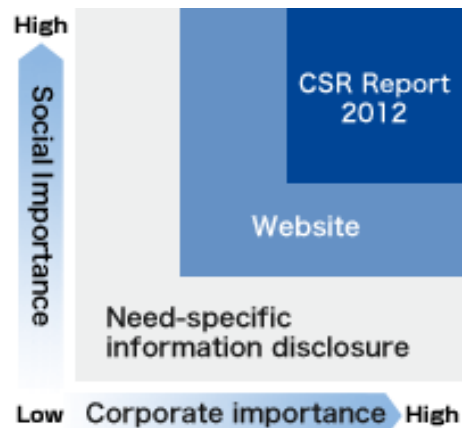 High
Social Importance
CSR Report
2012
Website
Need-specific
information disclosure
Low
Corporate importance
High